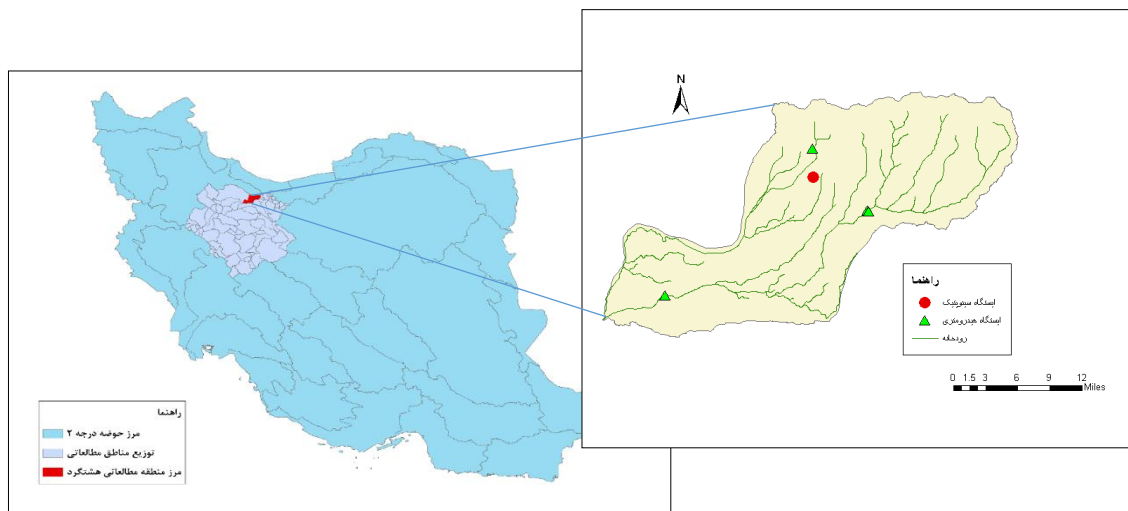 N
راهنما
ایستگاه سینوپتیک
ایستگاه هیدرومتری
رودخانه
0 1.5 3 6 9 12
Miles
راهنما
مرز حوضه درجه ۲
توزیع مناطق مطالعاتی
مرز منطقه مطالعاتی هشتگرد